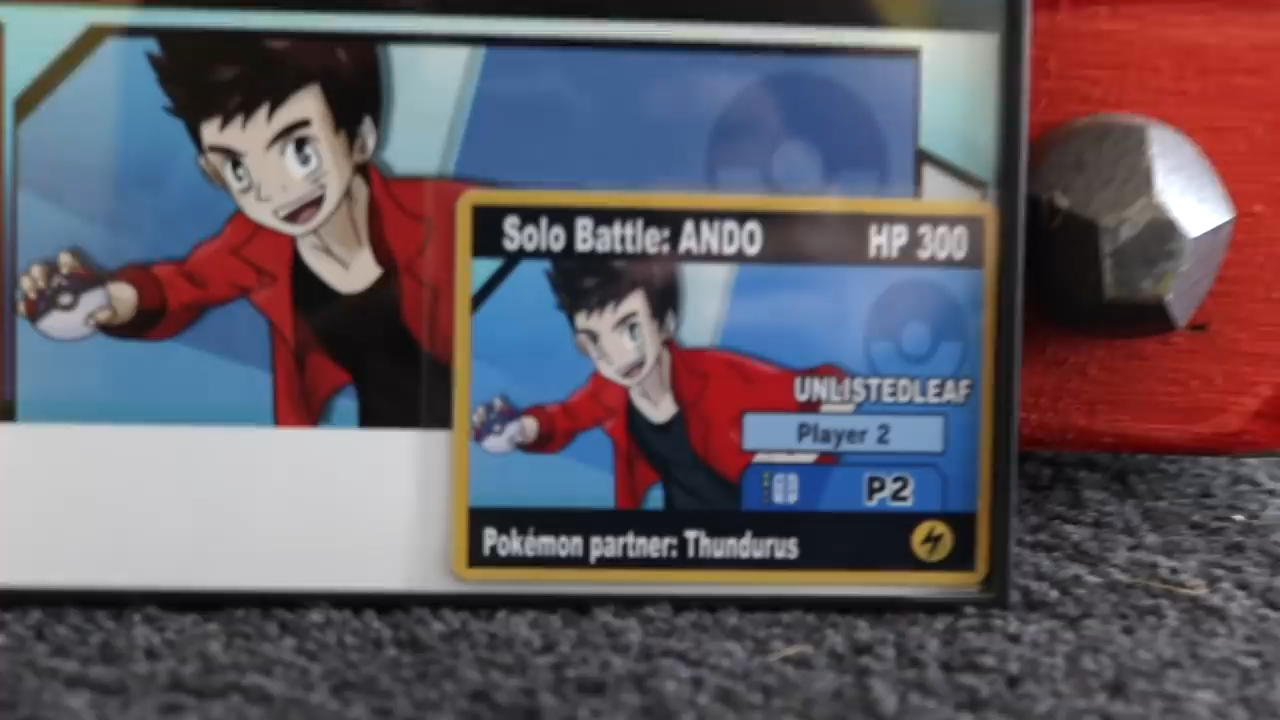 Solo Battle: ANDO
HP 300
UNLISTEDLEAF
Player 2
P2
Pokémon partner: Thundurus